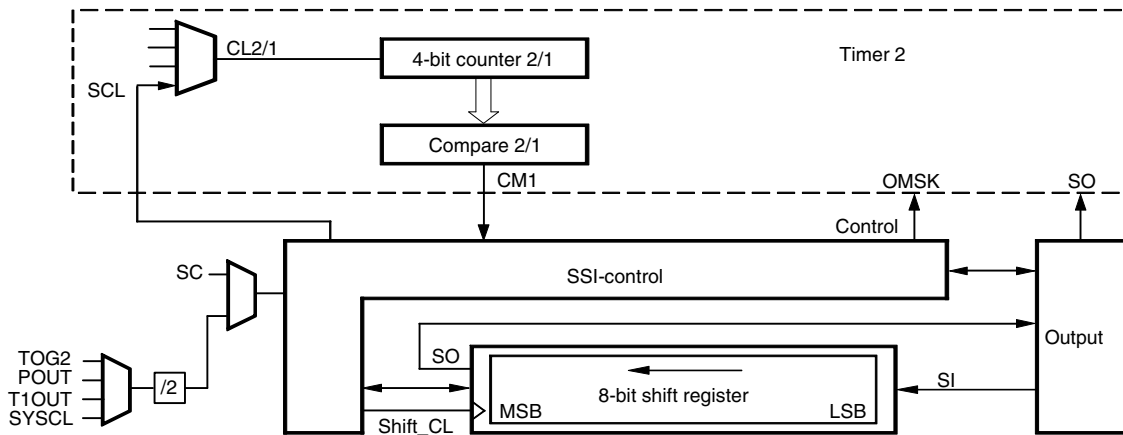 CL2/1
4-bit counter 2/1
Timer 2
SCL
Compare 2/1
CM1
OMSK
SO
Control
SC
SSI-control
TOG2
POUT
T1OUT
SYSCL
/2
SO
Output
8-bit shift register
SI
MSB
LSB
Shift_CL